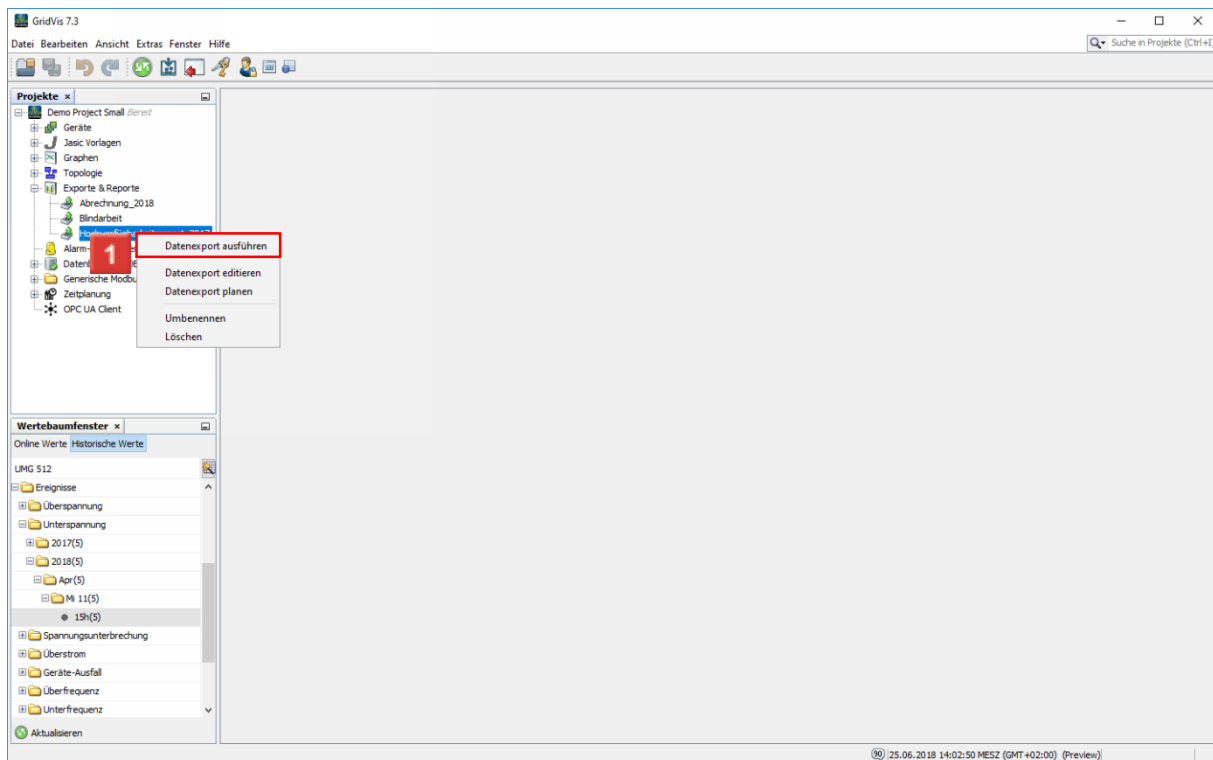 GridVis 7.3
Datei Bearbeiten Ansicht Extras Fenster Hilfe
Suche in Projekte (Ctrl+I)
Projekte ×
Demo Project Small Bereit
Geräte
Jasic Vorlagen
Graphen
Topologie
Exporte & Reporte
Abrechnung_2018
Blindarbeit
1
Datenexport ausführen
Datenexport editieren
Datenexport planen
Umbenennen
Löschen
Alarm-
Generische Modbu
Zeitplanung
OPC UA Client
Wertebaumfenster ×
Online Werte Historische Werte
UMG 512
Ereignisse
Überspannung
Unterspannung
2017(5)
2018(5)
Apr(5)
Mi 11(5)
15h(5)
Spannungsunterbrechung
Überstrom
Geräte-Ausfall
Überfrequenz
Unterfrequenz
Aktualisieren
90 25.06.2018 14:02:50 MESZ (GMT+02:00) (Preview)